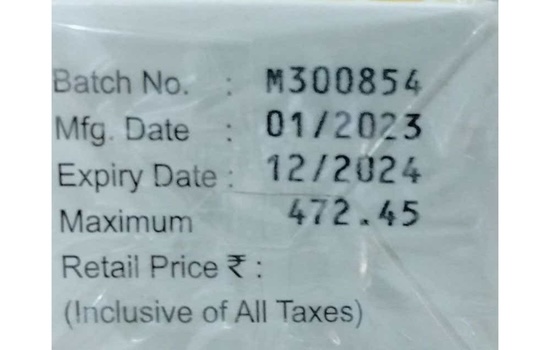 Batch No. : M300854
Mfg. Date : 01/2023
Expiry Date : 12/2024
Maximum 472.45
Retail Price ₹ :
(Inclusive of All Taxes)